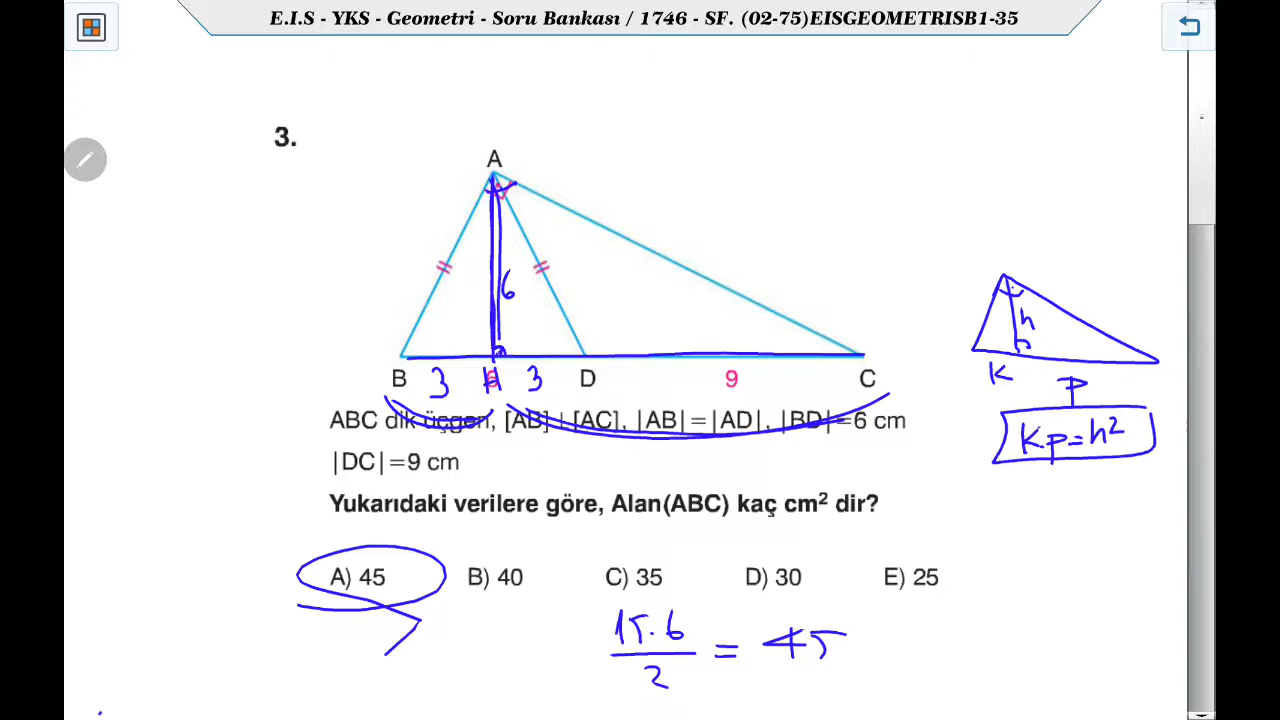 E.I.S - YKS - Geometri - Soru Bankası / 1746 - SF. (02-75)EISGEOMETRISB1-35
3.
A
6
h
B 3 H 3 D 9 C
K
P
ABC dik üçgen, [AB]⊥[AC], |AB|=|AD|, |BD|=6 cm
Kp=h²
|DC|=9 cm
Yukarıdaki verilere göre, Alan(ABC) kaç cm² dir?
A) 45 B) 40 C) 35 D) 30 E) 25
15.6
2
= 45